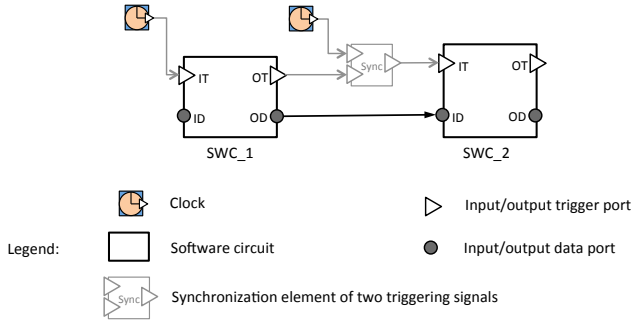 IT
OT
ID
OD
SWC_1
Sync
IT
OT
ID
OD
SWC_2
Clock
Input/output trigger port
Legend:
Software circuit
Input/output data port
Sync
Synchronization element of two triggering signals